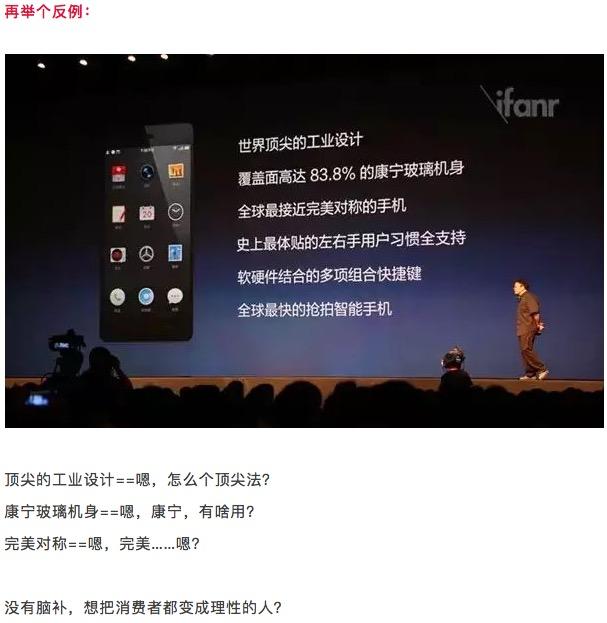 再举个反例：
ifanr
世界顶尖的工业设计
覆盖面高达 83.8% 的康宁玻璃机身
全球最接近完美对称的手机
史上最体贴的左右手用户习惯全支持
软硬件结合的多项组合快捷键
全球最快的抢拍智能手机
20
顶尖的工业设计==嗯，怎么个顶尖法？
康宁玻璃机身==嗯，康宁，有啥用？
完美对称==嗯，完美……嗯？
没有脑补，想把消费者都变成理性的人？